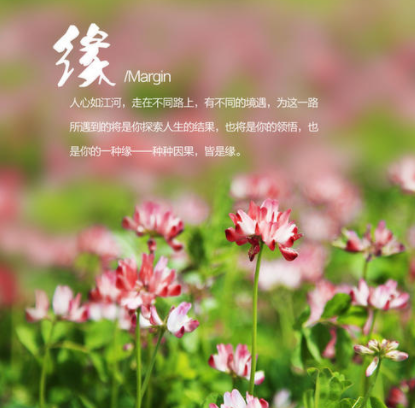 缘 /Margin
人心如江河，走在不同路上，有不同的境遇，为这一路
所遇到的将是你探索人生的结果，也将是你的领悟，也
是你的一种缘——种种因果，皆是缘。